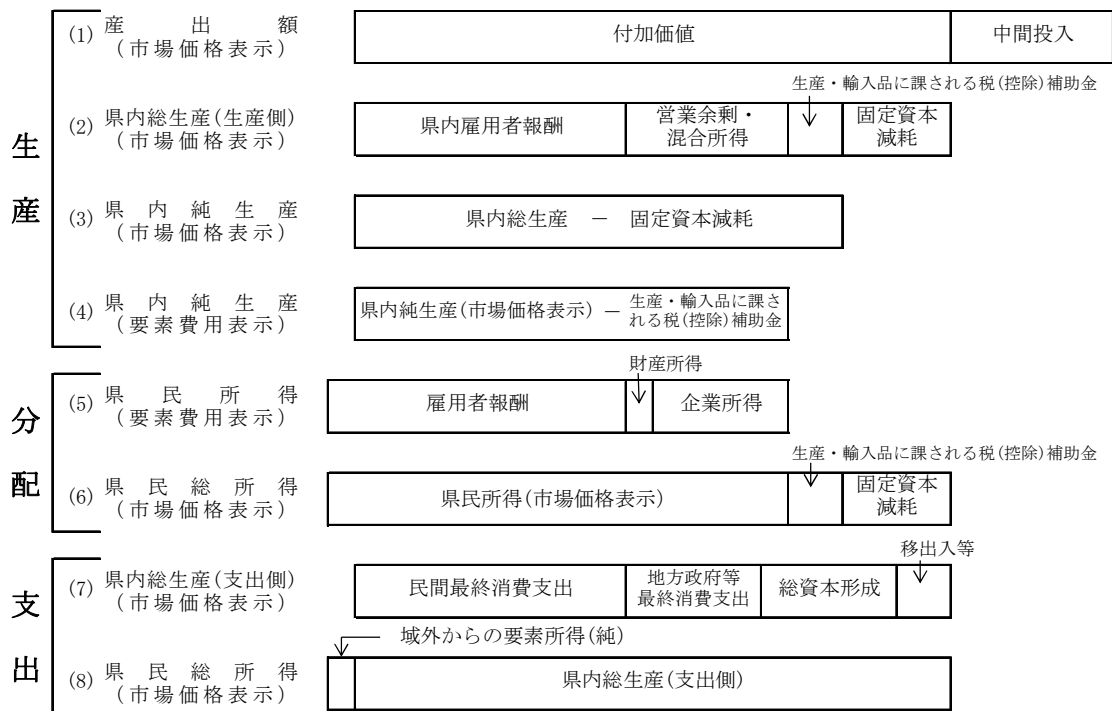 生産
(1) 産出額
(市場価格表示)
付加価値
中間投入
生産・輸入品に課される税(控除)補助金
(2) 県内総生産(生産側)
(市場価格表示)
県内雇用者報酬
営業余剰・
混合所得
固定資本
減耗
(3) 県内純生産
(市場価格表示)
県内総生産 － 固定資本減耗
(4) 県内純生産
(要素費用表示)
県内純生産(市場価格表示) －
生産・輸入品に課さ
れる税(控除)補助金
分配
財産所得
(5) 県民所得
(要素費用表示)
雇用者報酬
企業所得
生産・輸入品に課される税(控除)補助金
(6) 県民総所得
(市場価格表示)
県民所得(市場価格表示)
固定資本
減耗
支出
移出入等
(7) 県内総生産(支出側)
(市場価格表示)
民間最終消費支出
地方政府等
最終消費支出
総資本形成
域外からの要素所得(純)
(8) 県民総所得
(市場価格表示)
県内総生産(支出側)